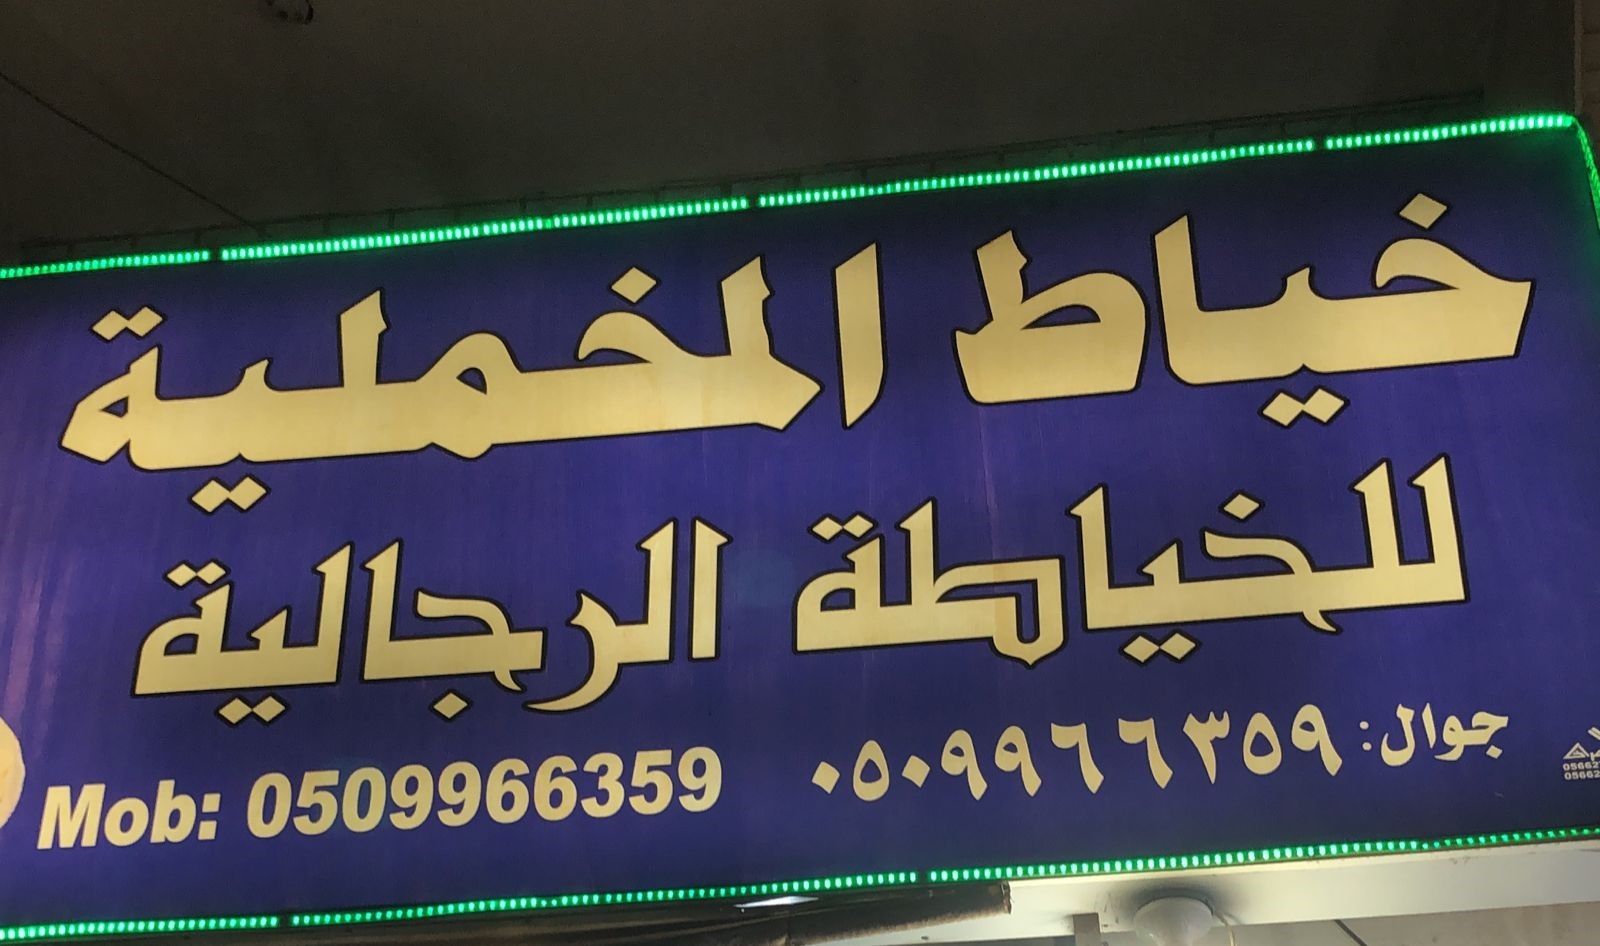 خياط المخملية
للخياطة الرجالية
جوال: ٠٥٠٩٩٦٦٣٥٩
Mob: 0509966359